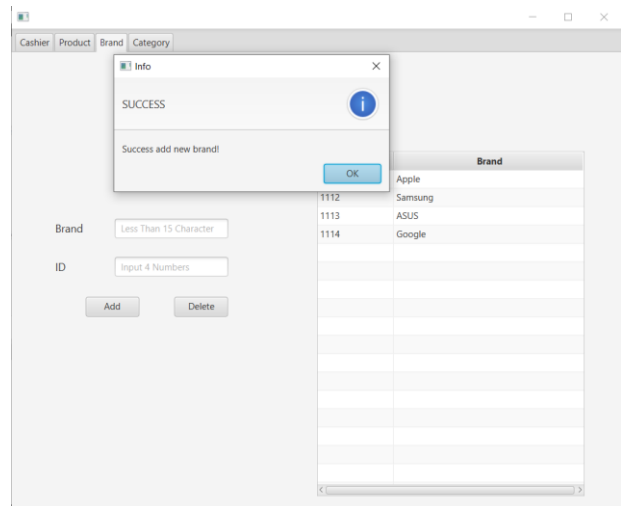 Cashier Product Brand Category
Info
SUCCESS
Success add new brand!
OK
Brand
Apple
1112 Samsung
1113 ASUS
1114 Google
Brand Less Than 15 Character
ID Input 4 Numbers
Add Delete